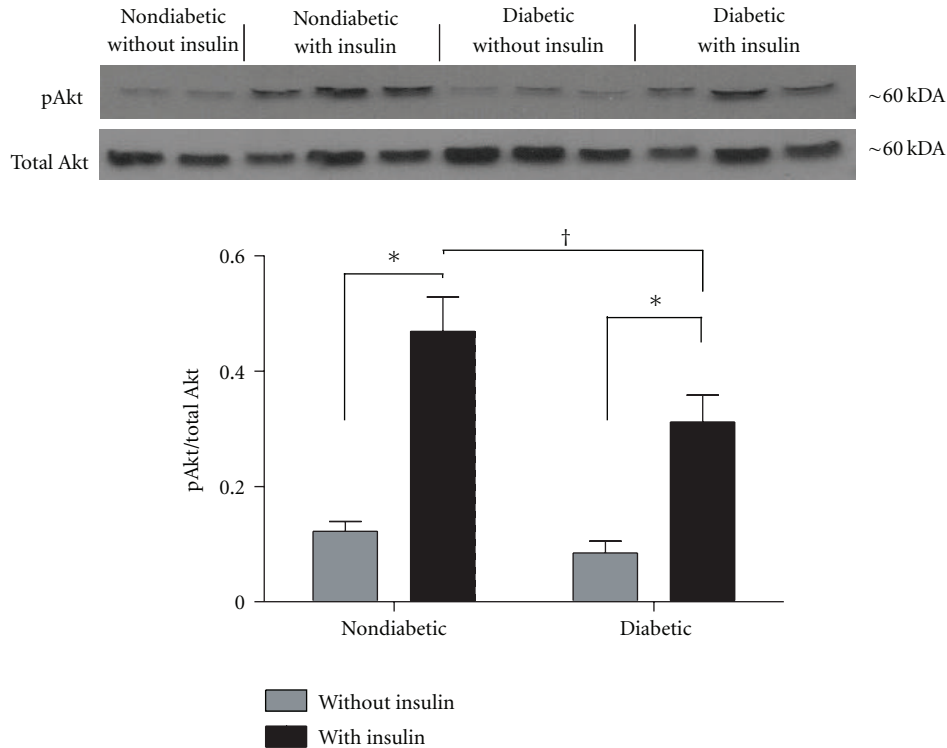 Nondiabetic
without insulin
Nondiabetic
with insulin
Diabetic
without insulin
Diabetic
with insulin
pAkt
~60 kDA
Total Akt
~60 kDA
†
*
*
0.6
0.4
0.2
0
pAkt/total Akt
Nondiabetic
Diabetic
Without insulin
With insulin